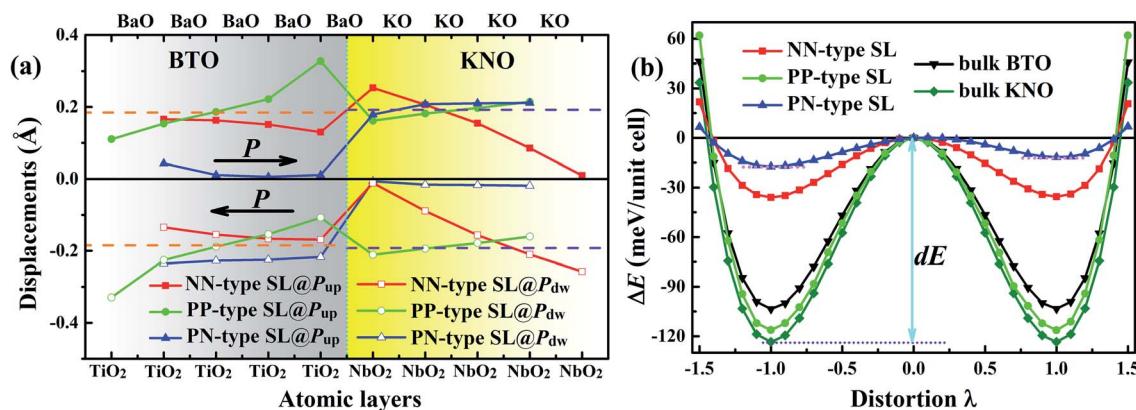 BaO BaO BaO BaO BaO KO KO KO KO
(a)
BTO KNO
P
P
0.4
0.2
0.0
-0.2
-0.4
Displacements (Å)
NN-type SL@Pup NN-type SL@Pdw
PP-type SL@Pup PP-type SL@Pdw
PN-type SL@Pup PN-type SL@Pdw
TiO2 TiO2 TiO2 TiO2 TiO2 NbO2 NbO2 NbO2 NbO2 NbO2
Atomic layers
(b)
NN-type SL bulk BTO
PP-type SL bulk KNO
PN-type SL
dE
60
30
0
-30
-60
-90
-120
ΔE (meV/unit cell)
-1.5 -1.0 -0.5 0.0 0.5 1.0 1.5
Distortion λ